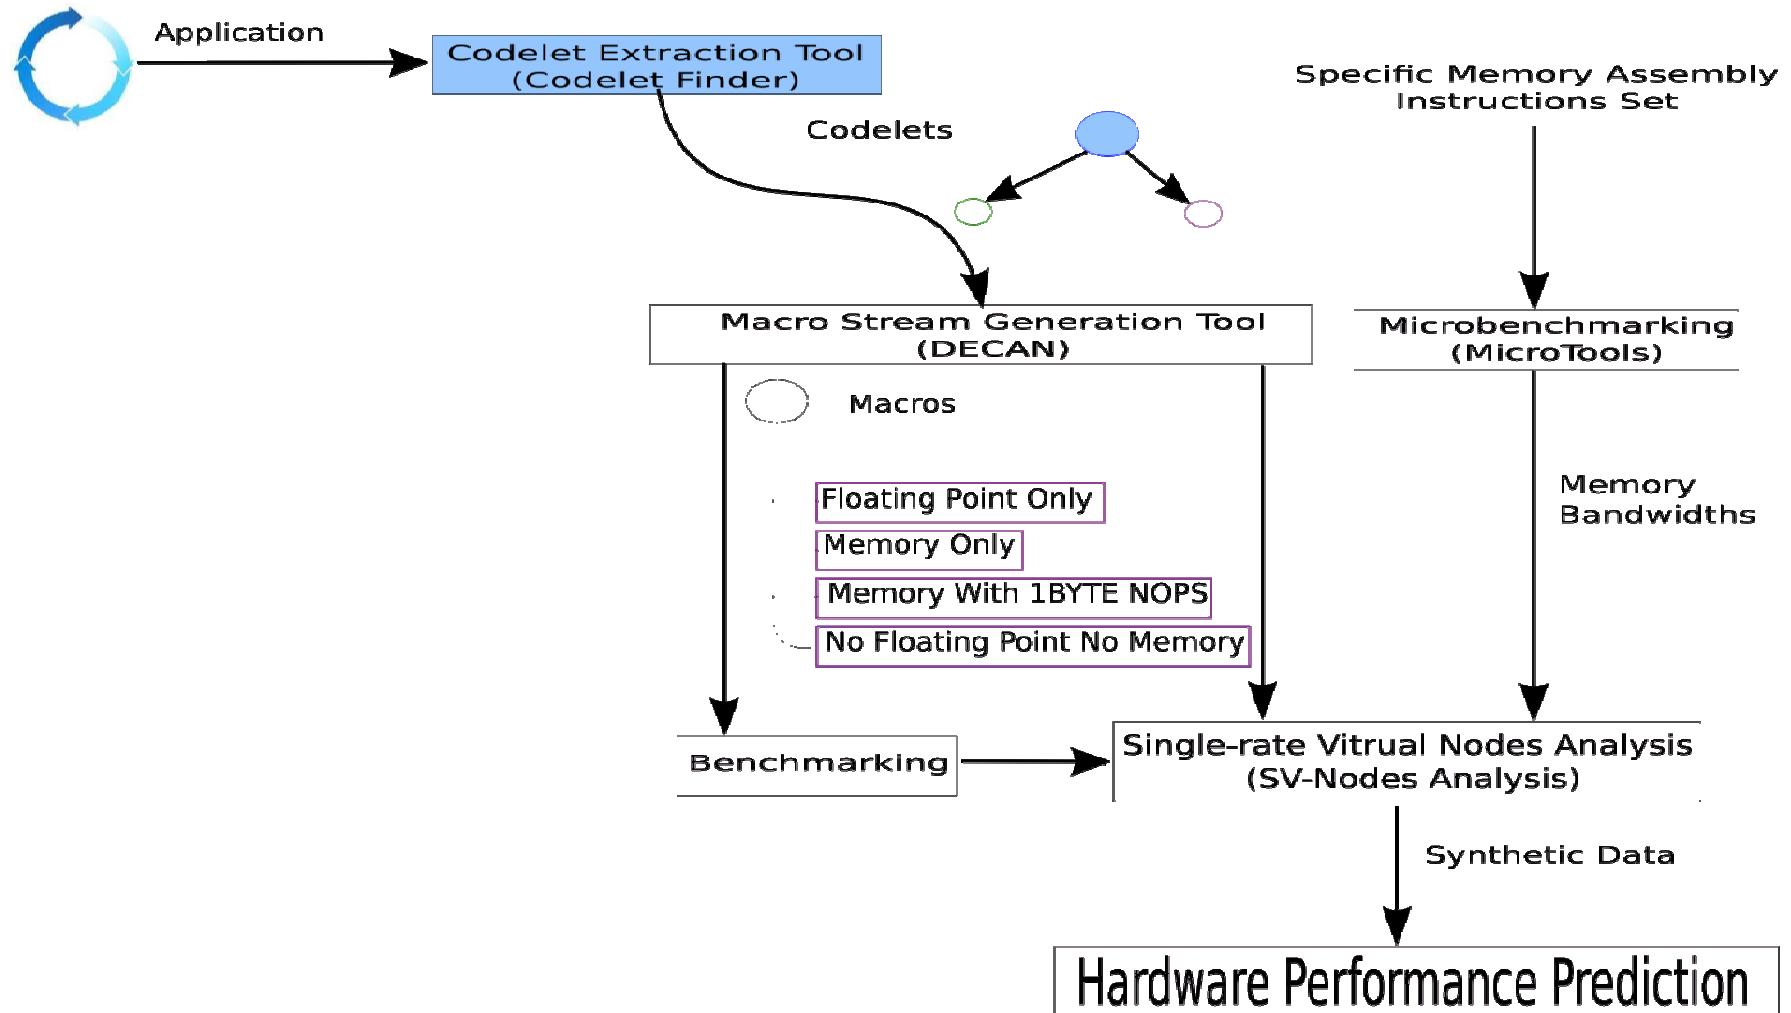 Application
Codelet Extraction Tool
(Codelet Finder)
Specific Memory Assembly
Instructions Set
Codelets
Macro Stream Generation Tool
(DECAN)
Microbenchmarking
(MicroTools)
Macros
Floating Point Only
Memory Only
Memory With 1BYTE NOPS
No Floating Point No Memory
Memory
Bandwidths
Benchmarking
Single-rate Vitrual Nodes Analysis
(SV-Nodes Analysis)
Synthetic Data
Hardware Performance Prediction